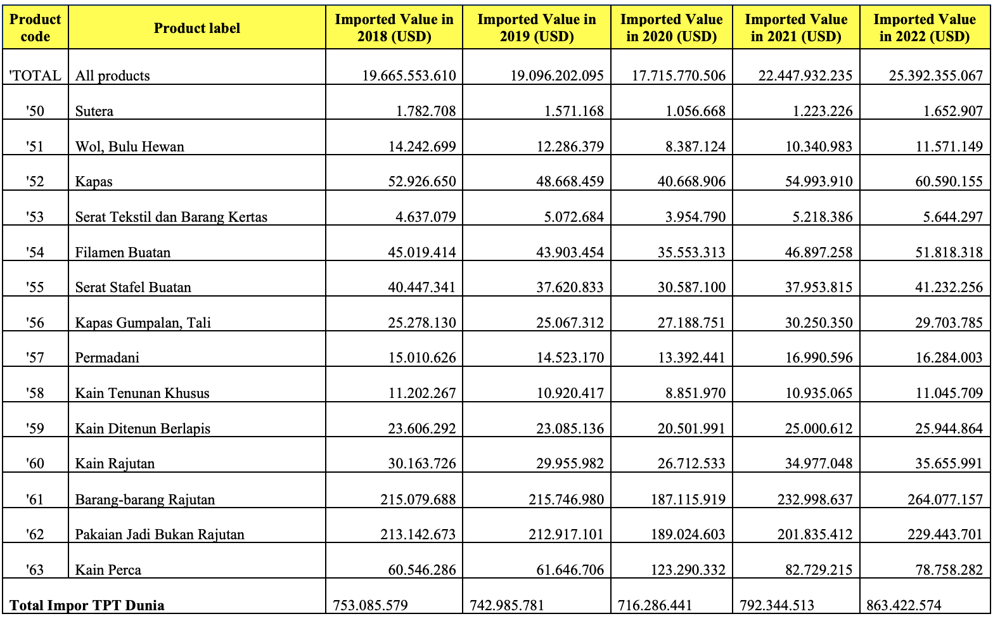 Product code Product label Imported Value in 2018 (USD) Imported Value in 2019 (USD) Imported Value in 2020 (USD) Imported Value in 2021 (USD) Imported Value in 2022 (USD)
'TOTAL All products 19.665.553.610 19.096.202.095 17.715.770.506 22.447.932.235 25.392.355.067
'50 Sutera 1.782.708 1.571.168 1.056.668 1.223.226 1.652.907
'51 Wol, Bulu Hewan 14.242.699 12.286.379 8.387.124 10.340.983 11.571.149
'52 Kapas 52.926.650 48.668.459 40.668.906 54.993.910 60.590.155
'53 Serat Tekstil dan Barang Kertas 4.637.079 5.072.684 3.954.790 5.218.386 5.644.297
'54 Filamen Buatan 45.019.414 43.903.454 35.553.313 46.897.258 51.818.318
'55 Serat Stafel Buatan 40.447.341 37.620.833 30.587.100 37.953.815 41.232.256
'56 Kapas Gumpalan, Tali 25.278.130 25.067.312 27.188.751 30.250.350 29.703.785
'57 Permadani 15.010.626 14.523.170 13.392.441 16.990.596 16.284.003
'58 Kain Tenunan Khusus 11.202.267 10.920.417 8.851.970 10.935.065 11.045.709
'59 Kain Ditenun Berlapis 23.606.292 23.085.136 20.501.991 25.000.612 25.944.864
'60 Kain Rajutan 30.163.726 29.955.982 26.712.533 34.977.048 35.655.991
'61 Barang-barang Rajutan 215.079.688 215.746.980 187.115.919 232.998.637 264.077.157
'62 Pakaian Jadi Bukan Rajutan 213.142.673 212.917.101 189.024.603 201.835.412 229.443.701
'63 Kain Perca 60.546.286 61.646.706 123.290.332 82.729.215 78.758.282
Total Impor TPT Dunia 753.085.579 742.985.781 716.286.441 792.344.513 863.422.574